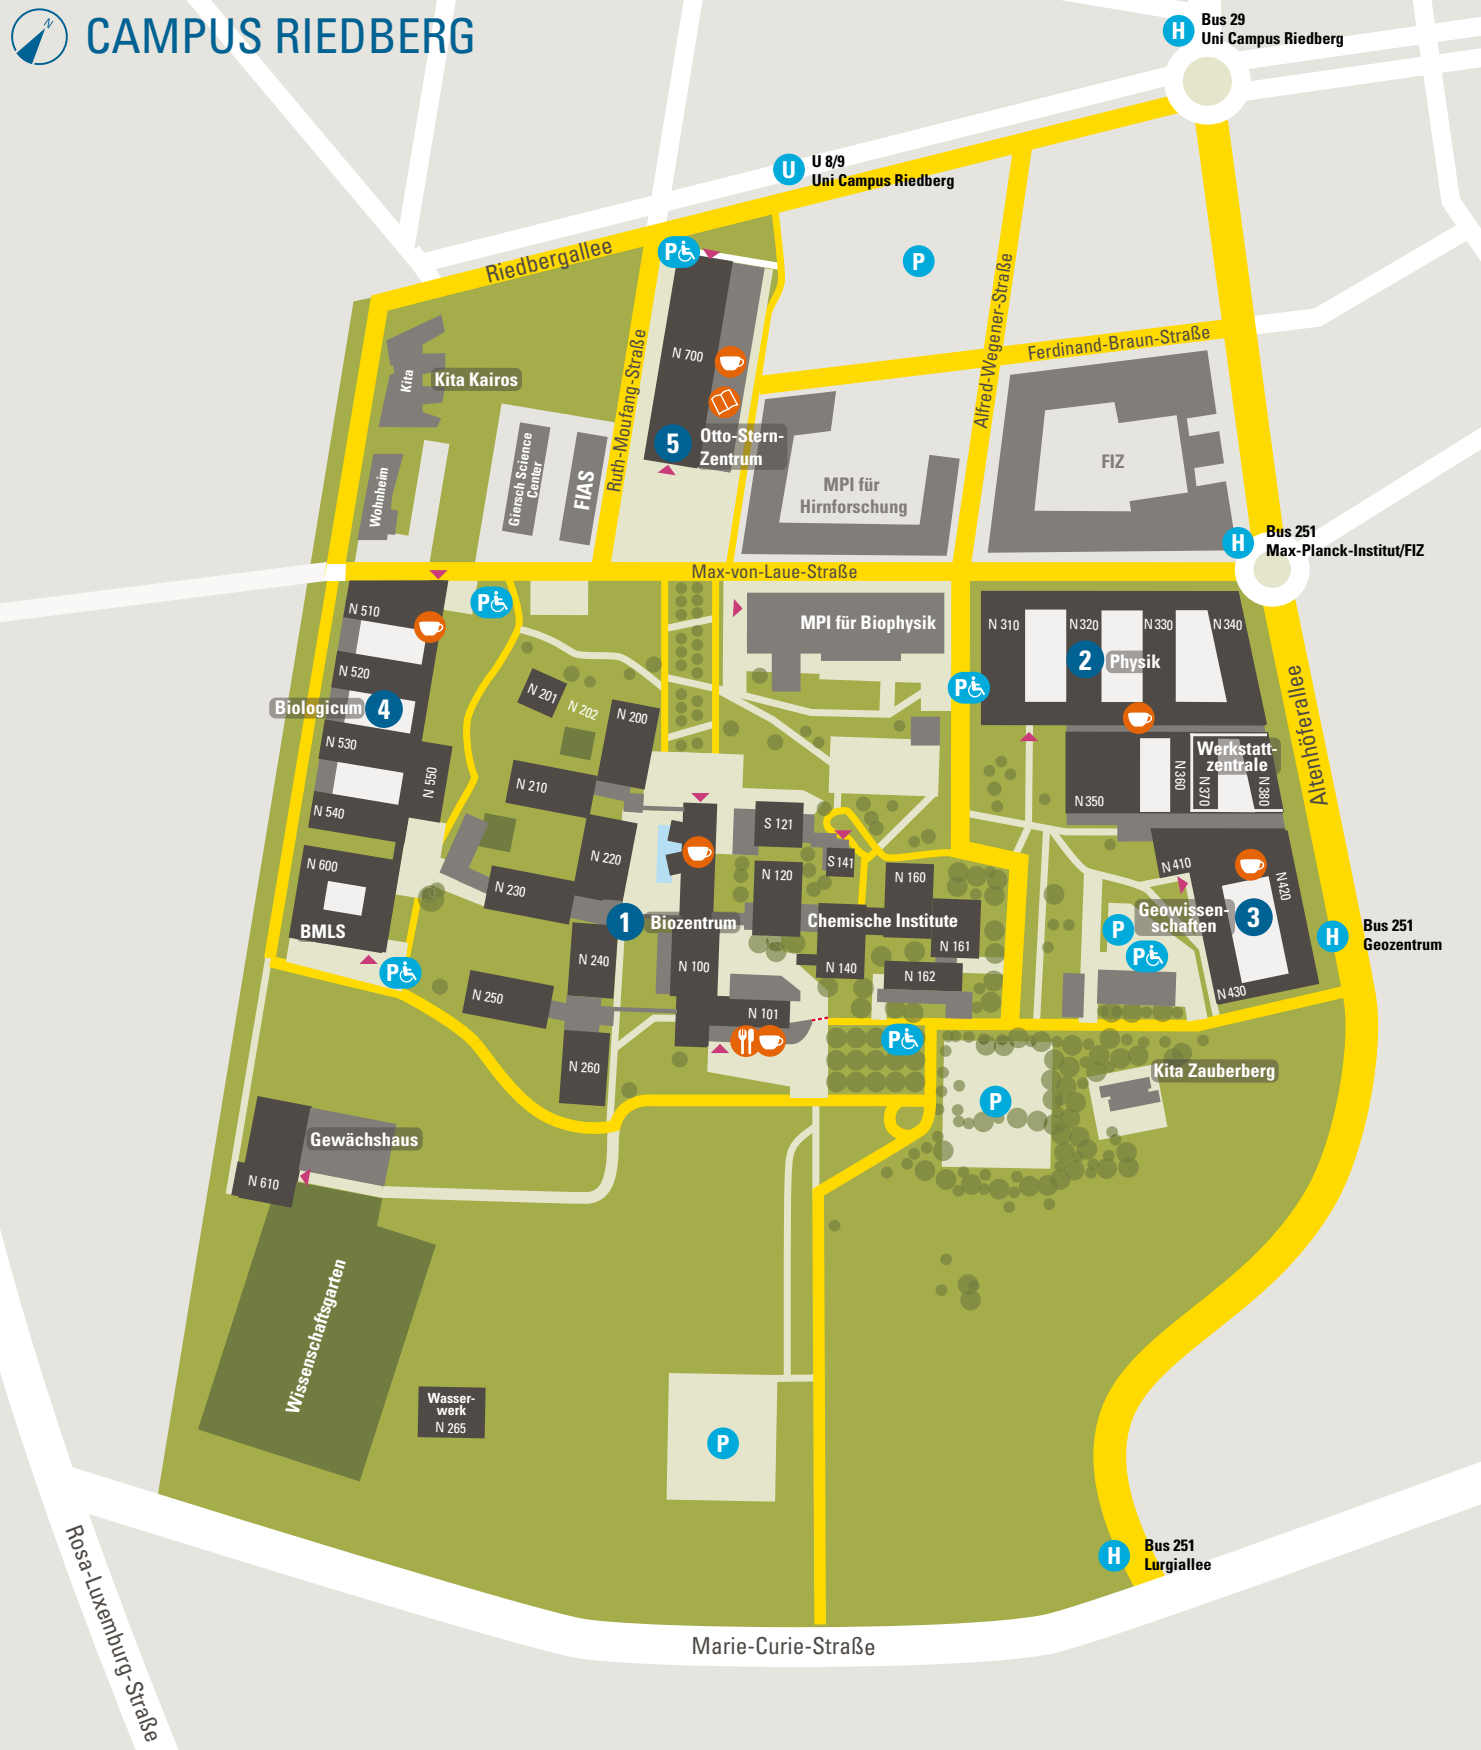 N
CAMPUS RIEDBERG
H
Bus 29
Uni Campus Riedberg
U
U 8/9
Uni Campus Riedberg
Riedbergallee
P
P
N 700
Ruth-Moufang-Straße
Alfred-Wegener-Straße
Ferdinand-Braun-Straße
Kita
Kita Kairos
5
Otto-Stern-
Zentrum
Wohnheim
Giersch Science
Center
FIAS
MPI für
Hirnforschung
FIZ
H
Bus 251
Max-Planck-Institut/FIZ
Max-von-Laue-Straße
N 510
P
MPI für Biophysik
N 310
N 320
N 330
N 340
2
Physik
N 520
P
N 201
N 202
N 200
Biologicum
4
N 530
N 550
N 540
N 210
Werkstatt-
zentrale
N 350
N 360
N 370
N 380
Altenhöferallee
S 121
S 141
N 220
N 600
N 120
N 160
N 230
N 410
N 420
BMLS
1
Biozentrum
Chemische Institute
Geowissen-
schaften
3
P
H
Bus 251
Geozentrum
N 161
P
P
N 240
N 100
N 140
N 162
N 430
N 250
N 101
P
N 260
Kita Zauberberg
P
Gewächshaus
N 610
Wissenschaftsgarten
Wasser-
werk
N 265
P
H
Bus 251
Lurgiallee
Rosa-Luxemburg-Straße
Marie-Curie-Straße